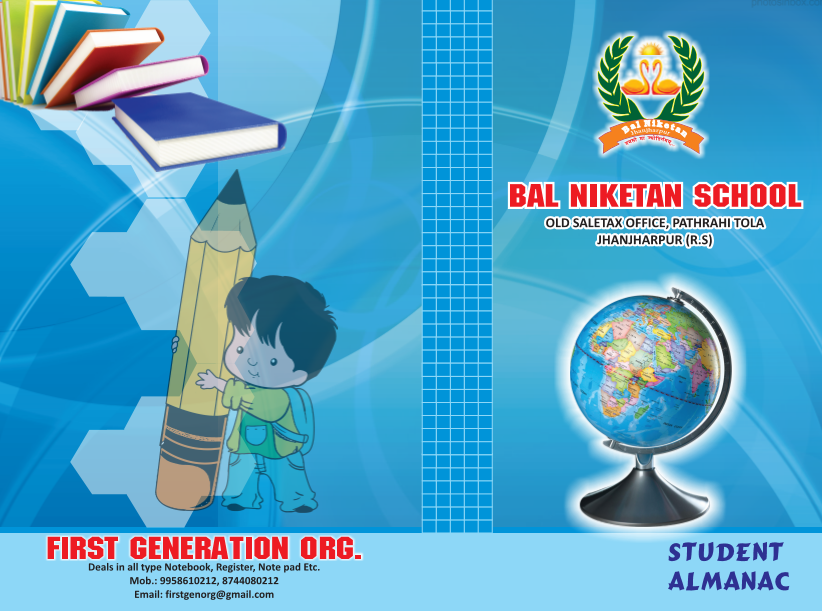 Bal Niketan
Jhanjharpur
BAL NIKETAN SCHOOL
OLD SALETAX OFFICE, PATHRAHI TOLA
JHANJHARPUR (R.S)
STUDENT
ALMANAC
FIRST GENERATION ORG.
Deals in all type Notebook, Register, Note pad Etc.
Mob.: 9958610212, 8744080212
Email: firstgenorg@gmail.com